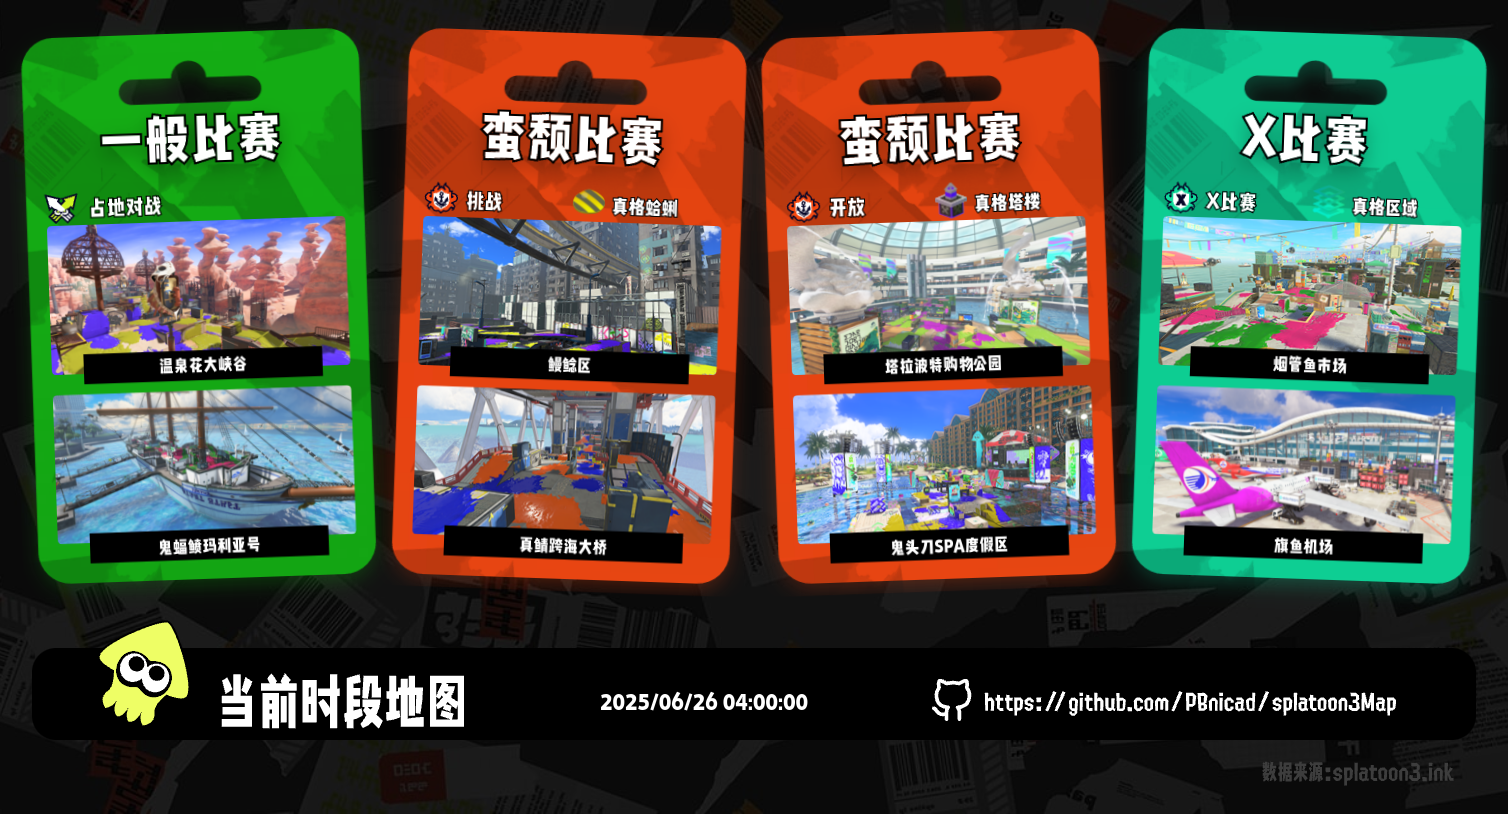 一般比赛
占地对战
温泉花大峡谷
鬼蝠鲼玛利亚号
蛮颓比赛
挑战
真格蛤蜊
鳗鲶区
真鲭跨海大桥
蛮颓比赛
开放
真格塔楼
塔拉波特购物公园
鬼头刀SPA度假区
X比赛
X比赛
真格区域
烟管鱼市场
旗鱼机场
当前时段地图
2025/06/26 04:00:00
https://github.com/PBnicad/splatoon3Map
数据来源:splatoon3.ink